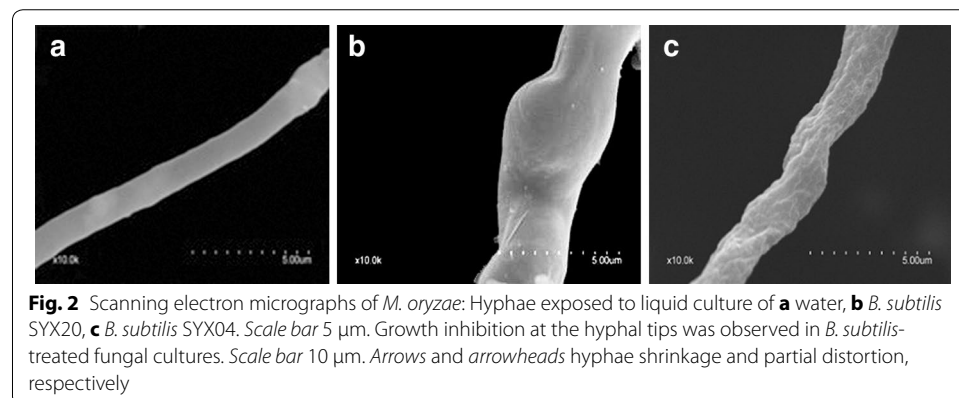 a b c
x10.0k 5.00um x10.0k 5.00um x10.0k 5.00um
Fig. 2 Scanning electron micrographs of M. oryzae: Hyphae exposed to liquid culture of a water, b B. subtilis
SYX20, c B. subtilis SYX04. Scale bar 5 μm. Growth inhibition at the hyphal tips was observed in B. subtilis-
treated fungal cultures. Scale bar 10 μm. Arrows and arrowheads hyphae shrinkage and partial distortion,
respectively